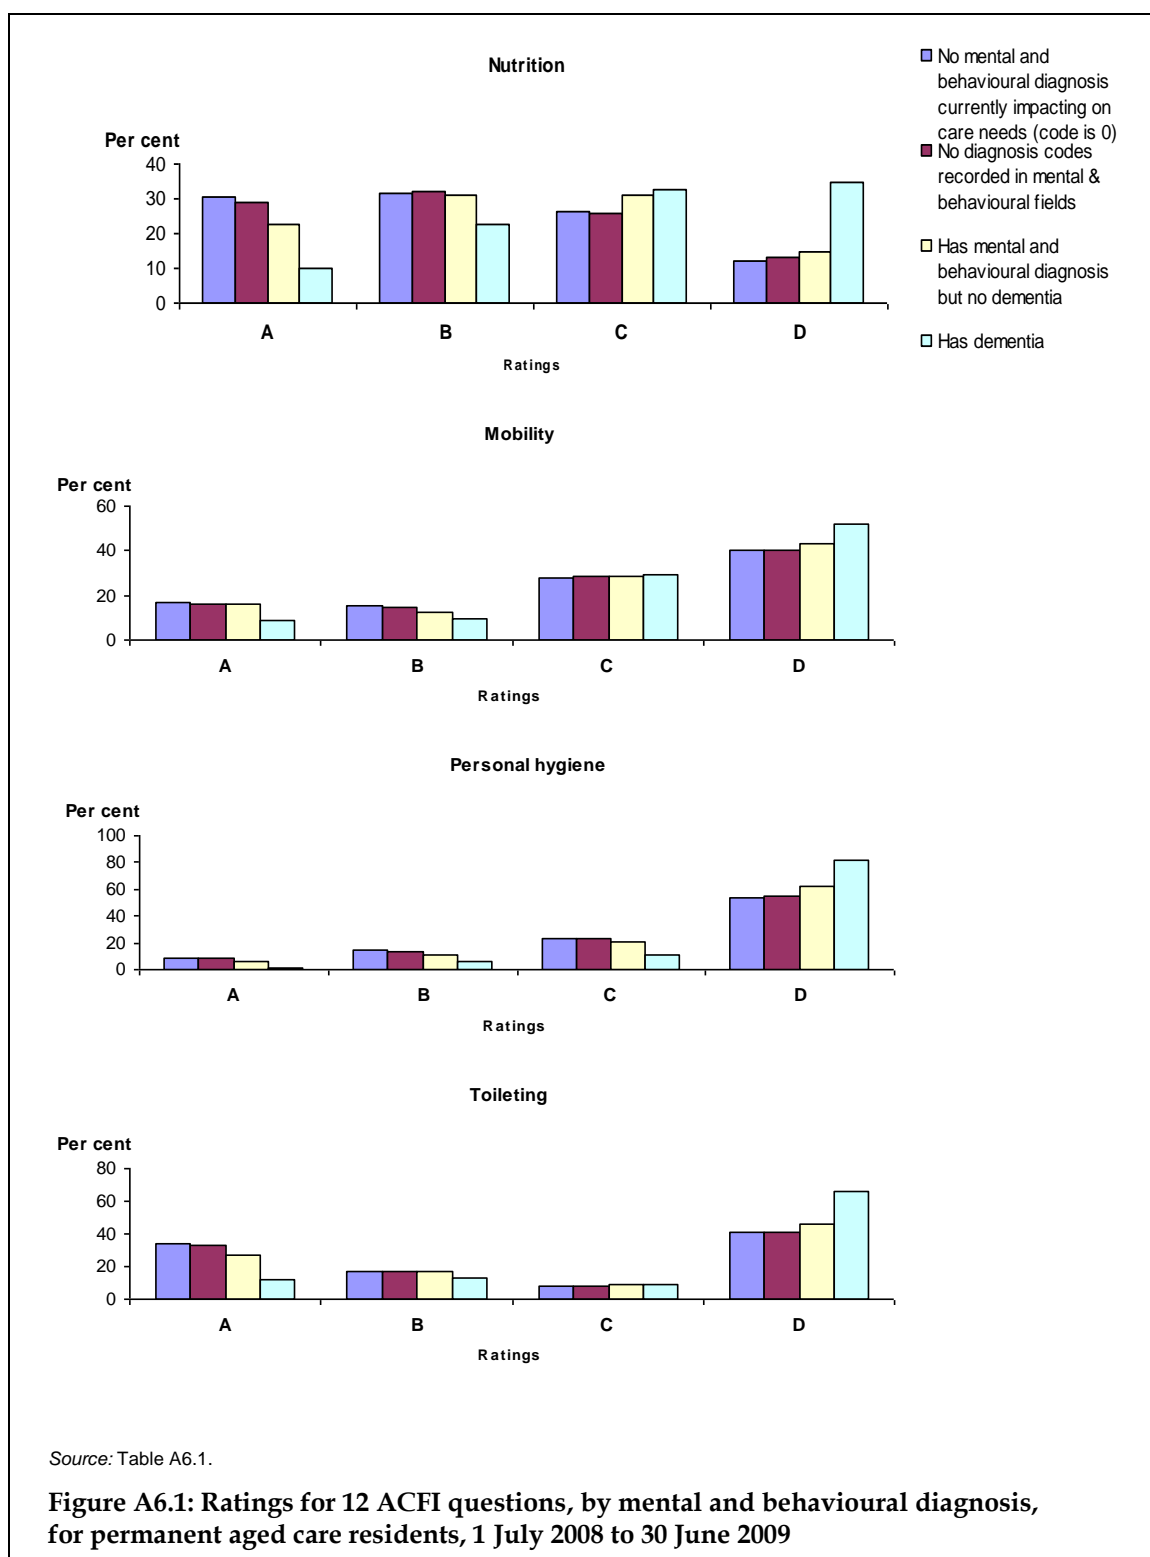 Nutrition
No mental and
behavioural diagnosis
currently impacting on
care needs (code is 0)
No diagnosis codes
recorded in mental &
behavioural fields
Has mental and
behavioural diagnosis
but no dementia
Has dementia
Per cent
40
30
20
10
0
A B C D
Ratings
Mobility
Per cent
60
40
20
0
A B C D
Ratings
Personal hygiene
Per cent
100
80
60
40
20
0
A B C D
Ratings
Toileting
Per cent
80
60
40
20
0
A B C D
Ratings
Source: Table A6.1.
Figure A6.1: Ratings for 12 ACFI questions, by mental and behavioural diagnosis,
for permanent aged care residents, 1 July 2008 to 30 June 2009